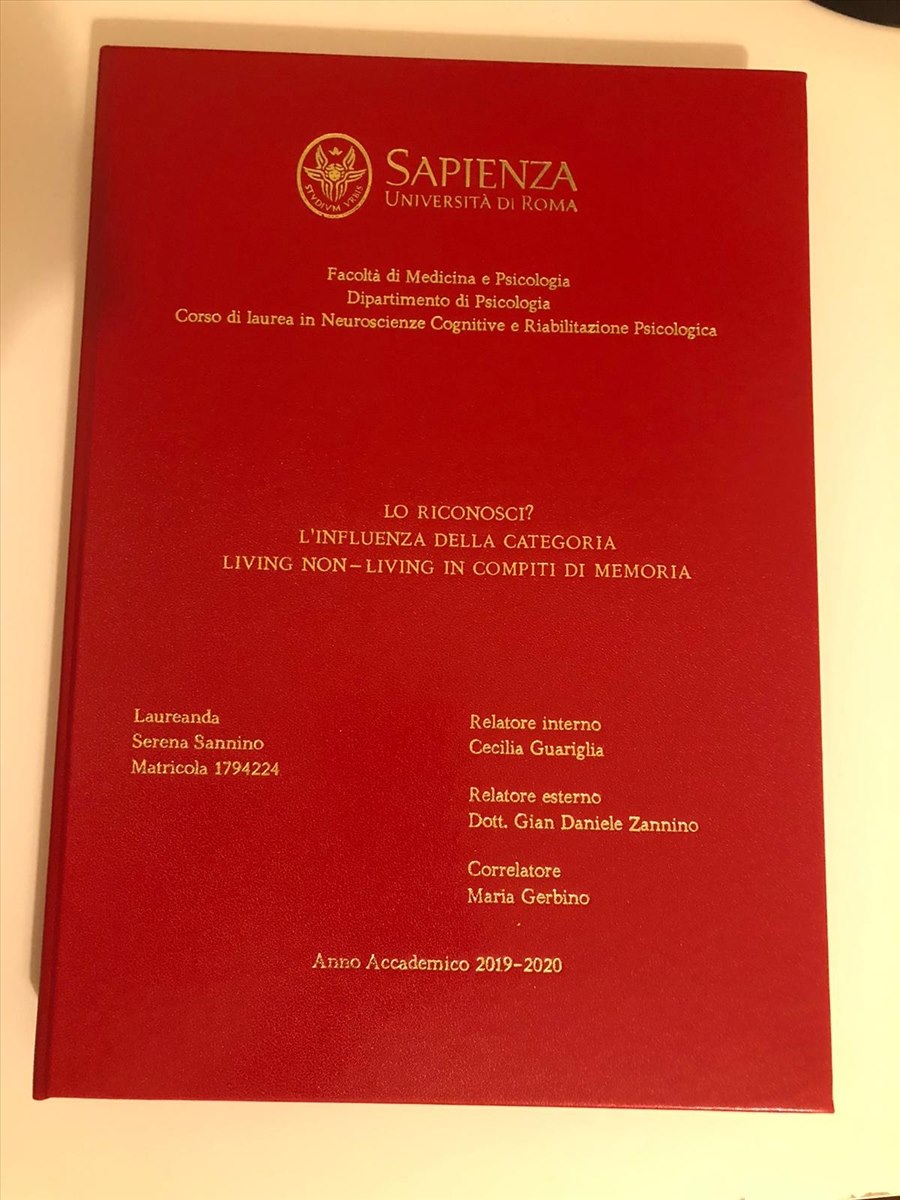 STVDIVM VRBIS
SAPIENZA
UNIVERSITÀ DI ROMA
Facoltà di Medicina e Psicologia
Dipartimento di Psicologia
Corso di laurea in Neuroscienze Cognitive e Riabilitazione Psicologica
LO RICONOSCI?
L'INFLUENZA DELLA CATEGORIA
LIVING NON-LIVING IN COMPITI DI MEMORIA
Laureanda
Serena Sannino
Matricola 1794224
Relatore interno
Cecilia Guariglia
Relatore esterno
Dott. Gian Daniele Zannino
Correlatore
Maria Gerbino
Anno Accademico 2019-2020